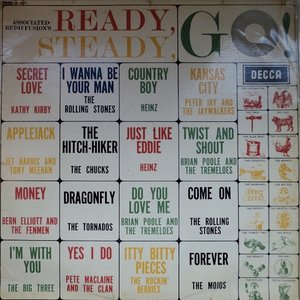 ASSOCIATED-
REDIFFUSION'S
READY,
STEADY,
GO!
DECCA
SECRET
LOVE
KATHY KIRBY
I WANNA BE
YOUR MAN
THE
ROLLING STONES
COUNTRY
BOY
HEINZ
KANSAS
CITY
PETER JAY AND
THE JAYWALKERS
APPLEJACK
JET HARRIS AND
TONY MEEHAN
THE
HITCH-HIKER
THE CHUCKS
JUST LIKE
EDDIE
HEINZ
TWIST AND
SHOUT
BRIAN POOLE AND
THE TREMELOES
MONEY
BERN ELLIOTT AND
THE FENMEN
DRAGONFLY
THE TORNADOS
DO YOU
LOVE ME
BRIAN POOLE AND
THE TREMELOES
COME ON
THE ROLLING
STONES
I'M WITH
YOU
THE BIG THREE
YES I DO
PETE MACLAINE
AND THE CLAN
ITTY BITTY
PIECES
THE ROCKIN'
BERRIES
FOREVER
THE MOJOS